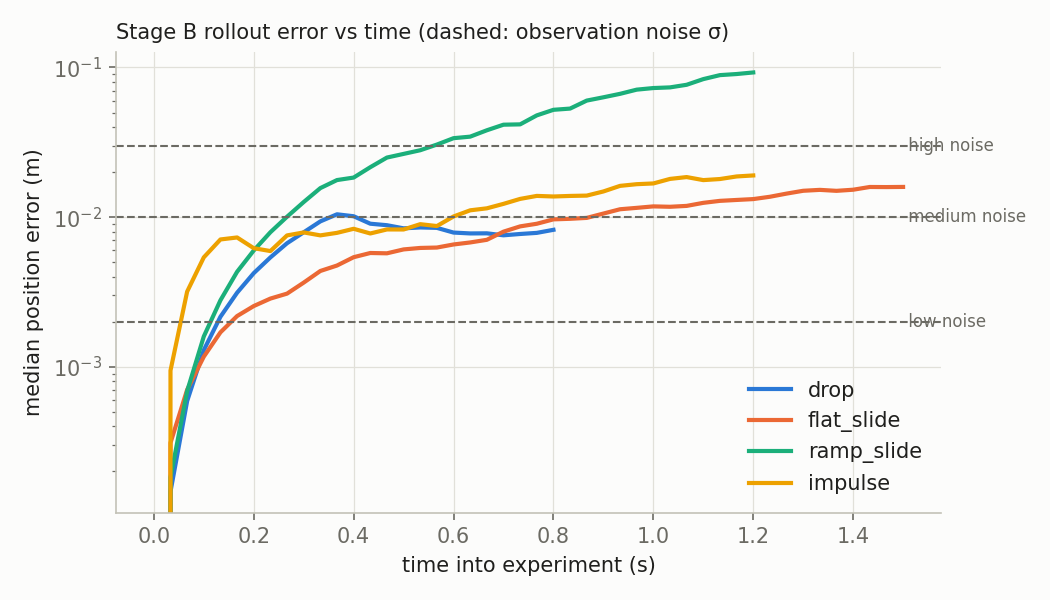 Stage B rollout error vs time (dashed: observation noise σ)
median position error (m)
10⁻¹
10⁻²
10⁻³
high noise
medium noise
low noise
drop
flat_slide
ramp_slide
impulse
0.0 0.2 0.4 0.6 0.8 1.0 1.2 1.4
time into experiment (s)